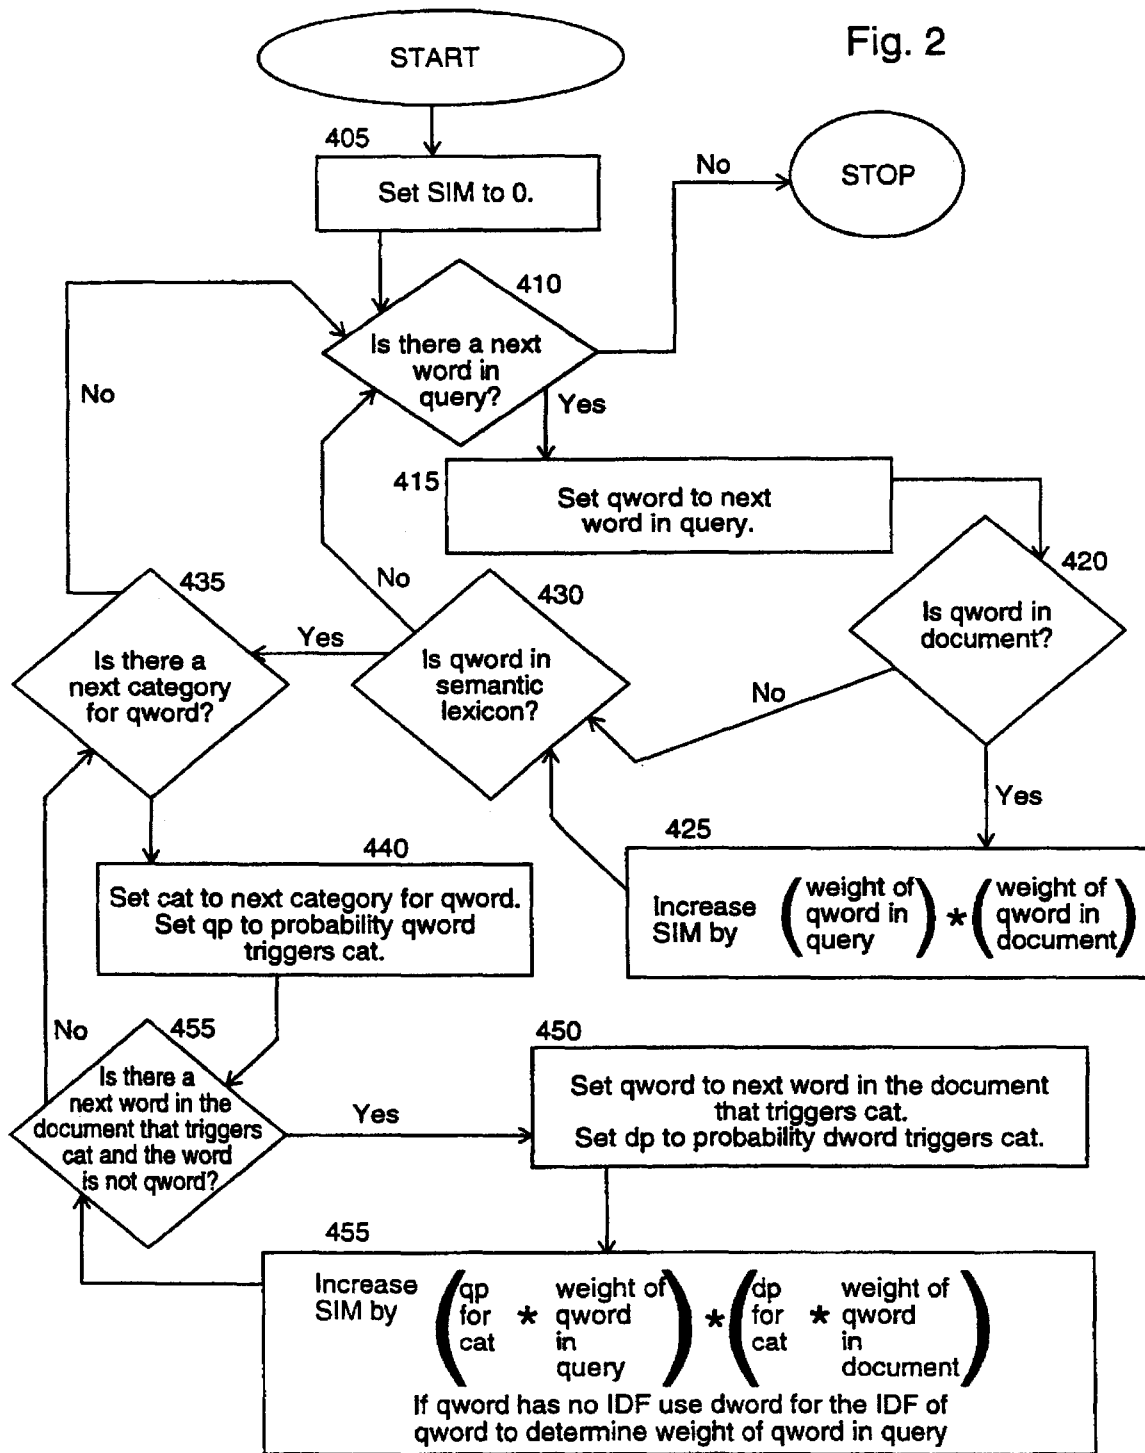 Fig. 2
START
405
Set SIM to 0.
No
STOP
410
Is there a next
word in
query?
No
Yes
415
Set qword to next
word in query.
420
Is qword in
document?
No
Yes
430
Is qword in
semantic
lexicon?
No
Yes
435
Is there a
next category
for qword?
425
Increase
SIM by
(weight of
qword in
query) * (weight of
qword in
document)
440
Set cat to next category for qword.
Set qp to probability qword
triggers cat.
No
455
Is there a
next word in the
document that triggers
cat and the word
is not qword?
Yes
450
Set qword to next word in the document
that triggers cat.
Set dp to probability dword triggers cat.
455
Increase
SIM by
(qp
for
cat * weight of
qword
in
query) * (dp
for
cat * weight of
qword
in
document)
If qword has no IDF use dword for the IDF of
qword to determine weight of qword in query